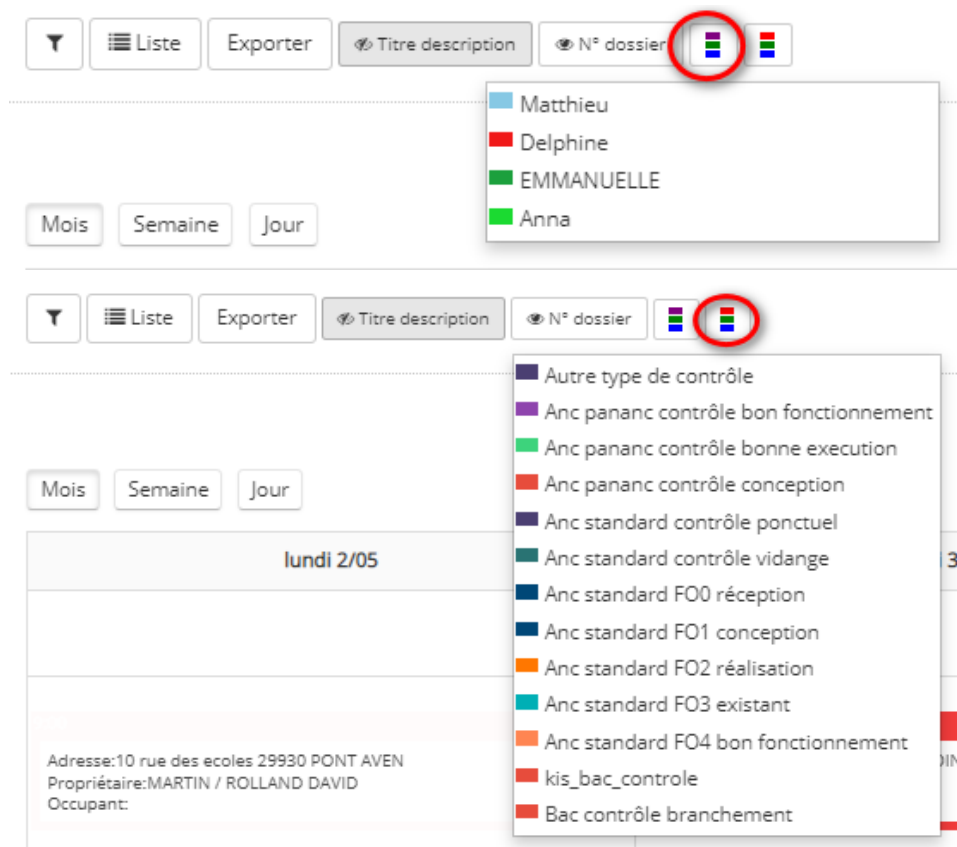 Liste Exporter Titre description N° dossier
Matthieu
Delphine
EMMANUELLE
Anna
Mois Semaine Jour
Liste Exporter Titre description N° dossier
Autre type de contrôle
Anc pananc contrôle bon fonctionnement
Anc pananc contrôle bonne execution
Anc pananc contrôle conception
Anc standard contrôle ponctuel
Anc standard contrôle vidange
Anc standard FO0 réception
Anc standard FO1 conception
Anc standard FO2 réalisation
Anc standard FO3 existant
Anc standard FO4 bon fonctionnement
kis_bac_controle
Bac contrôle branchement
Mois Semaine Jour
lundi 2/05
Adresse:10 rue des ecoles 29930 PONT AVEN
Propriétaire:MARTIN / ROLLAND DAVID
Occupant: